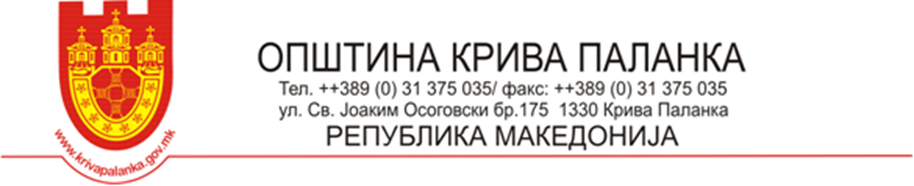 ОПШТИНА КРИВА ПАЛАНКА
Тел. ++389 (0) 31 375 035/ факс: ++389 (0) 31 375 035
ул. Св. Јоаким Осоговски бр.175 1330 Крива Паланка
РЕПУБЛИКА МАКЕДОНИЈА
www.krivapalanka.gov.mk